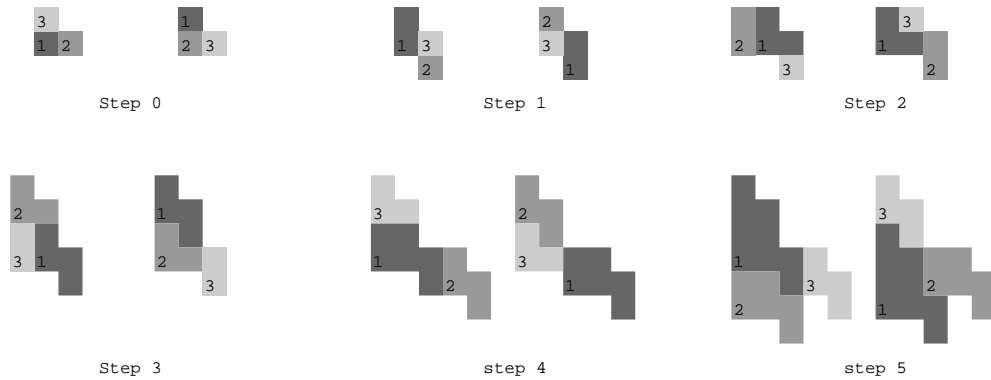 3 1 2 1 2 3
1 3 2 2 3 1
2 1 3 3 1 2
Step 0 Step 1 Step 2
2 3 1 1 2 3
3 1 2 2 3 1
1 3 2 3 2 1
Step 3 step 4 step 5